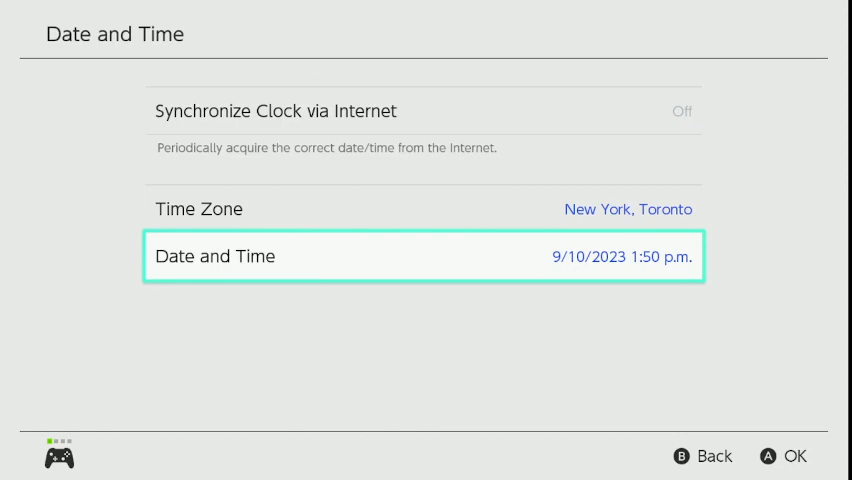 Date and Time
Synchronize Clock via Internet Off
Periodically acquire the correct date/time from the Internet.
Time Zone New York, Toronto
Date and Time 9/10/2023 1:50 p.m.
B Back A OK